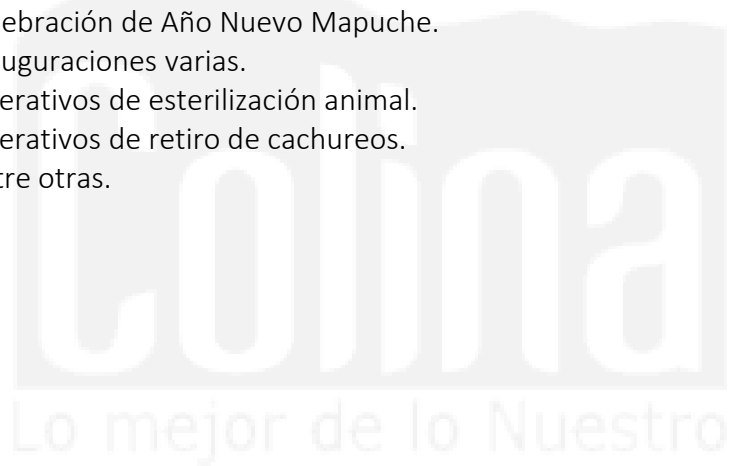 ebración de Año Nuevo Mapuche.
uguraciones varias.
erativos de esterilización animal.
erativos de retiro de cachureos.
tre otras.
Colina
Lo mejor de lo Nuestro